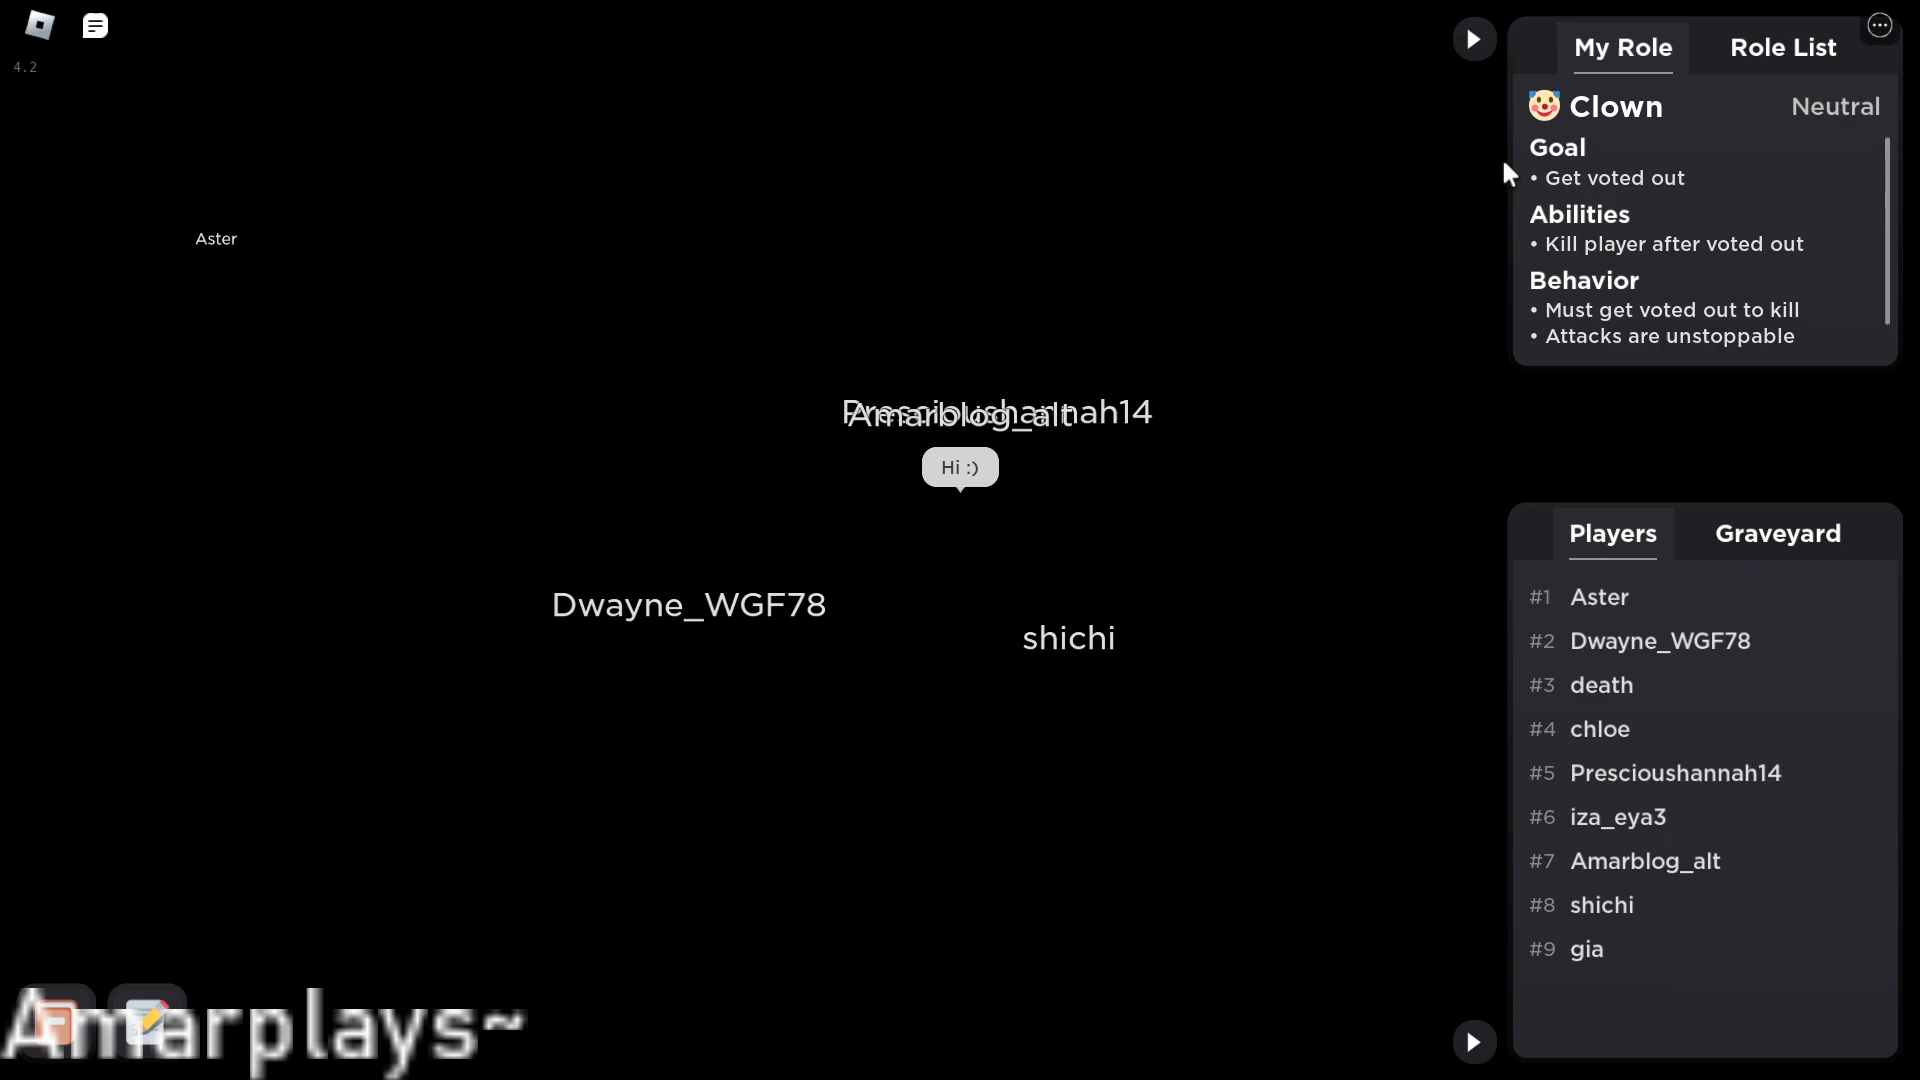 4.2
My Role
Role List
Clown
Neutral
Goal
• Get voted out
Abilities
• Kill player after voted out
Behavior
• Must get voted out to kill
• Attacks are unstoppable
Aster
Prescioushannah14
Amarblog_alt
Hi :)
Dwayne_WGF78
shichi
Players
Graveyard
#1 Aster
#2 Dwayne_WGF78
#3 death
#4 chloe
#5 Prescioushannah14
#6 iza_eya3
#7 Amarblog_alt
#8 shichi
#9 gia
Amarplays~